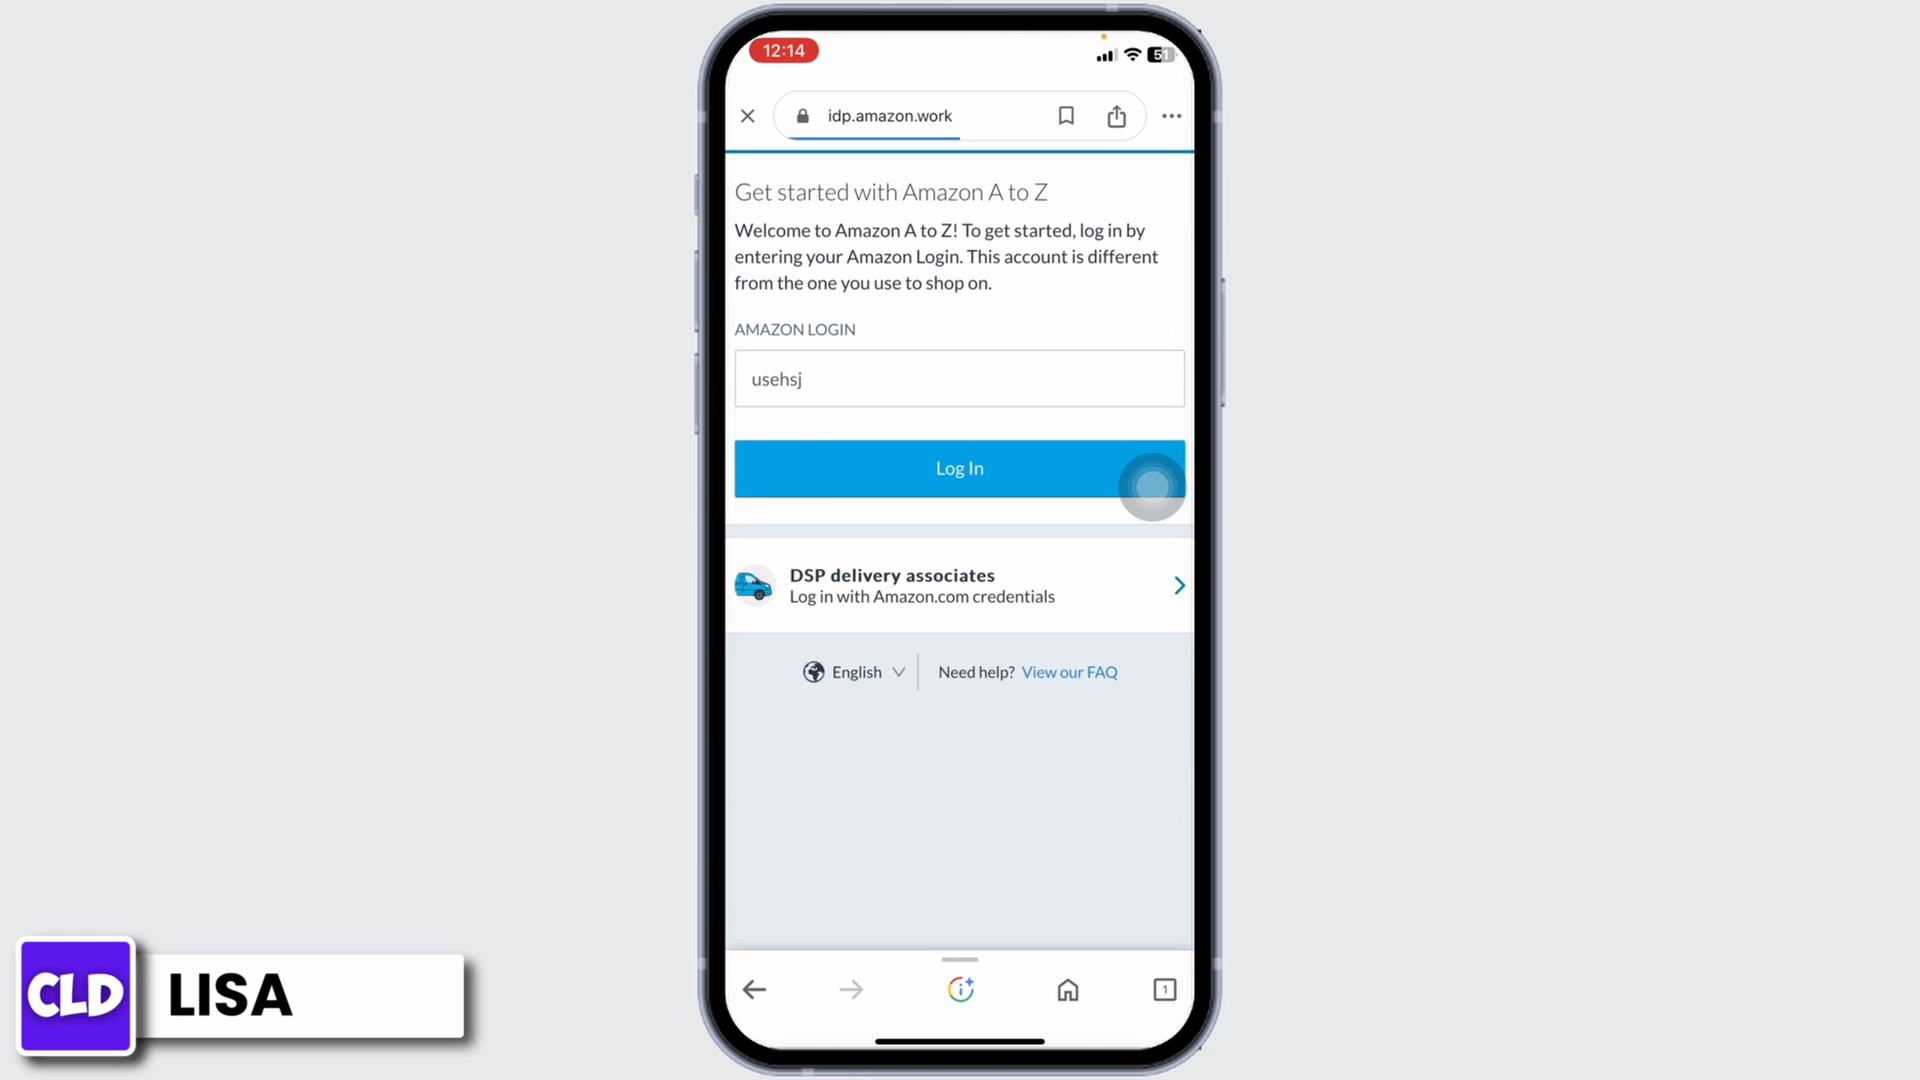 12:14
51
idp.amazon.work
Get started with Amazon A to Z
Welcome to Amazon A to Z! To get started, log in by
entering your Amazon Login. This account is different
from the one you use to shop on.
AMAZON LOGIN
usehsj
Log In
DSP delivery associates
Log in with Amazon.com credentials
English
Need help? View our FAQ
1
CLD
LISA